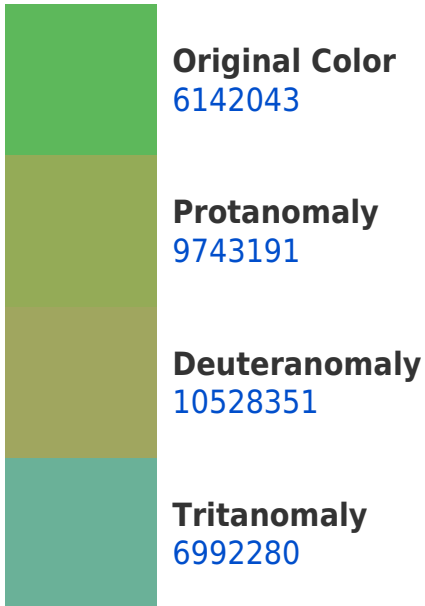 Original Color
6142043
Protanomaly
9743191
Deuteranomaly
10528351
Tritanomaly
6992280